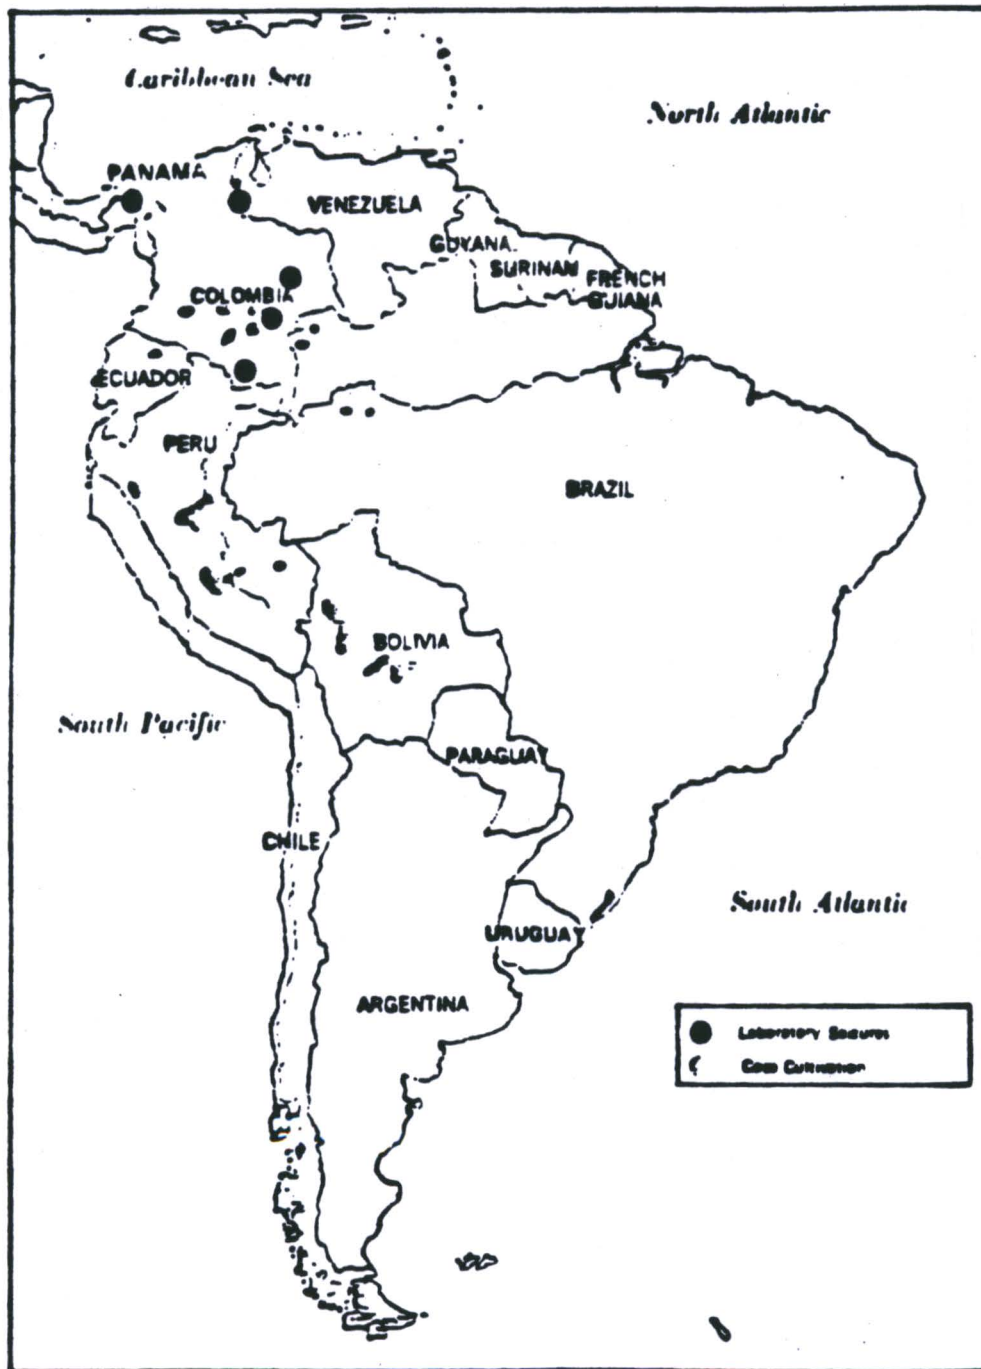 Caribbean Sea
North Atlantic
PANAMA
VENEZUELA
GUYANA
SURINAM
FRENCH
GUIANA
COLOMBIA
ECUADOR
PERU
BRAZIL
BOLIVIA
South Pacific
PARAGUAY
CHILE
South Atlantic
URUGUAY
ARGENTINA
Laboratory Seizures
Coca Cultivation